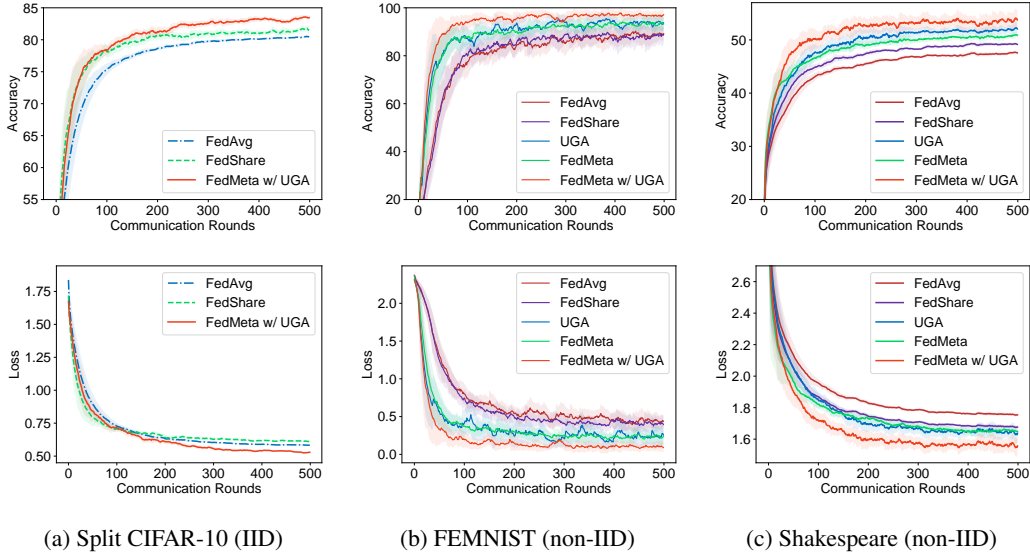 85
80
75
70
65
60
55
Accuracy
0 100 200 300 400 500
Communication Rounds
FedAvg
FedShare
FedMeta w/ UGA
100
80
60
40
20
Accuracy
0 100 200 300 400 500
Communication Rounds
FedAvg
FedShare
UGA
FedMeta
FedMeta w/ UGA
50
40
30
20
Accuracy
0 100 200 300 400 500
Communication Rounds
FedAvg
FedShare
UGA
FedMeta
FedMeta w/ UGA
1.75
1.50
1.25
1.00
0.75
0.50
Loss
0 100 200 300 400 500
Communication Rounds
FedAvg
FedShare
FedMeta w/ UGA
2.0
1.5
1.0
0.5
0.0
Loss
0 100 200 300 400 500
Communication Rounds
FedAvg
FedShare
UGA
FedMeta
FedMeta w/ UGA
2.6
2.4
2.2
2.0
1.8
1.6
Loss
0 100 200 300 400 500
Communication Rounds
FedAvg
FedShare
UGA
FedMeta
FedMeta w/ UGA
(a) Split CIFAR-10 (IID)
(b) FEMNIST (non-IID)
(c) Shakespeare (non-IID)